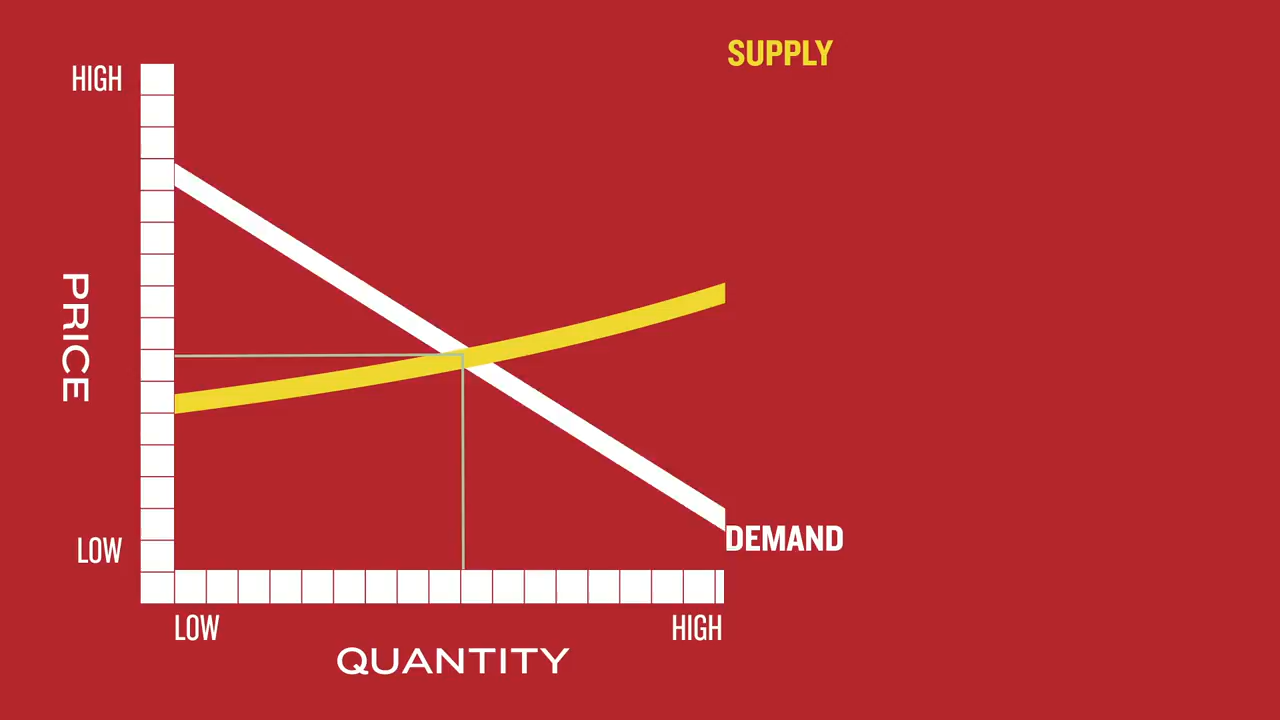 SUPPLY
HIGH
PRICE
LOW
DEMAND
LOW
HIGH
QUANTITY